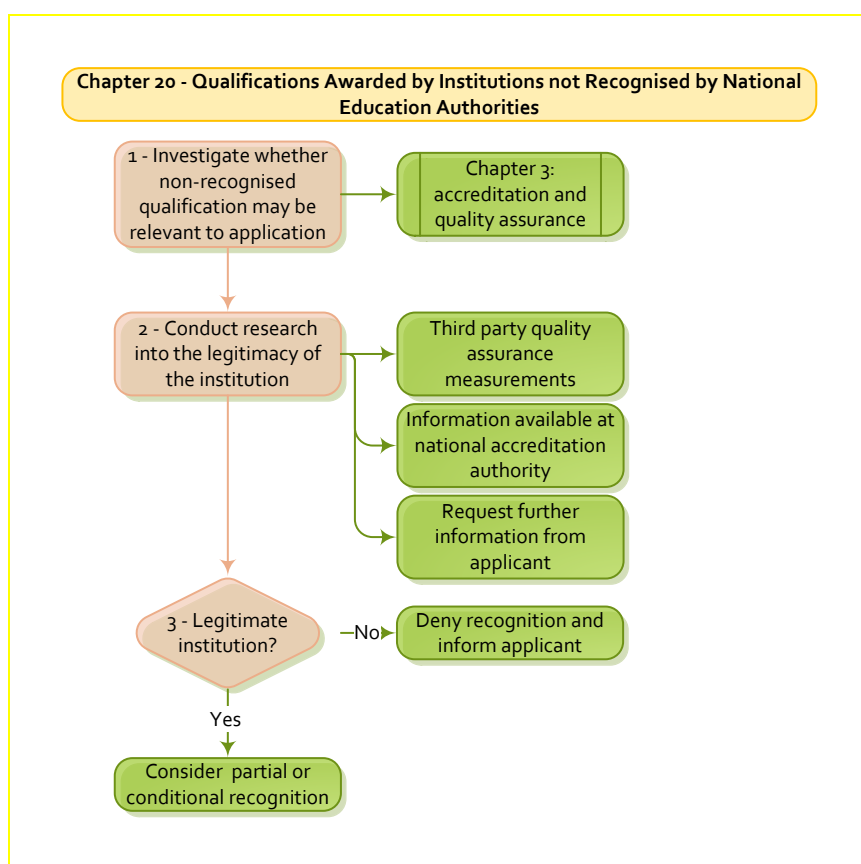 Chapter 20 - Qualifications Awarded by Institutions not Recognised by National
Education Authorities
1 - Investigate whether
non-recognised
qualification may be
relevant to application
Chapter 3:
accreditation and
quality assurance
2 - Conduct research
into the legitimacy of
the institution
Third party quality
assurance
measurements
Information available at
national accreditation
authority
Request further
information from
applicant
3 - Legitimate
institution?
No
Deny recognition and
inform applicant
Yes
Consider partial or
conditional recognition